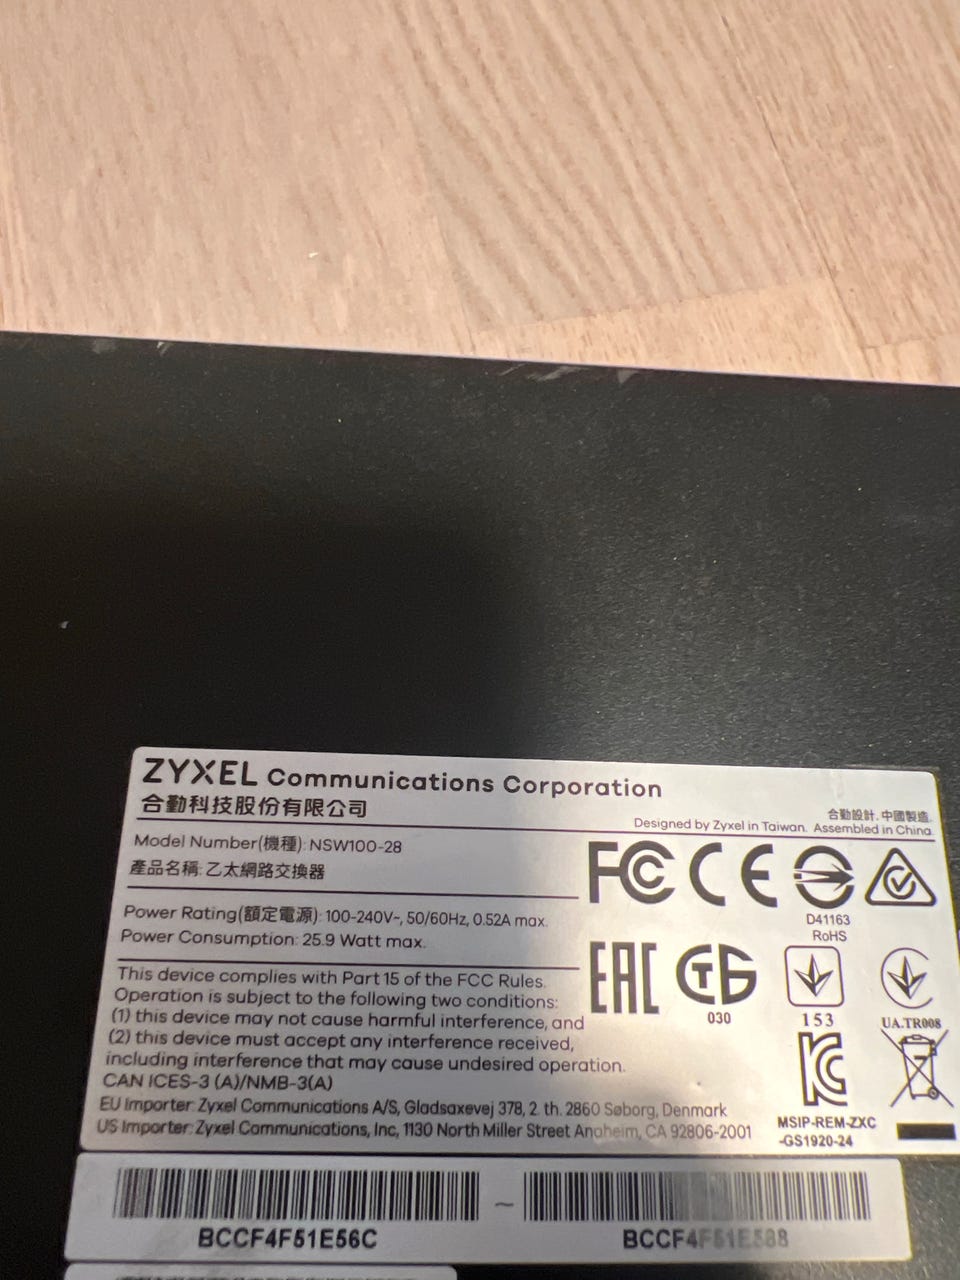 ZYXEL Communications Corporation
合勤科技股份有限公司
合勤設計. 中國製造.
Designed by Zyxel in Taiwan. Assembled in China.
Model Number(機種): NSW100-28
產品名稱: 乙太網路交換器
Power Rating(額定電源): 100-240V~, 50/60Hz, 0.52A max.
Power Consumption: 25.9 Watt max.
This device complies with Part 15 of the FCC Rules.
Operation is subject to the following two conditions:
(1) this device may not cause harmful interference, and
(2) this device must accept any interference received,
including interference that may cause undesired operation.
CAN ICES-3 (A)/NMB-3(A)
EU Importer: Zyxel Communications A/S, Gladsaxevej 378, 2. th. 2860 Søborg, Denmark
US Importer: Zyxel Communications, Inc, 1130 North Miller Street Anaheim, CA 92806-2001
FC CE
D41163
RoHS
EAC
030
153
UA.TR008
MSIP-REM-ZXC
-GS1920-24
~
BCCF4F51E56C